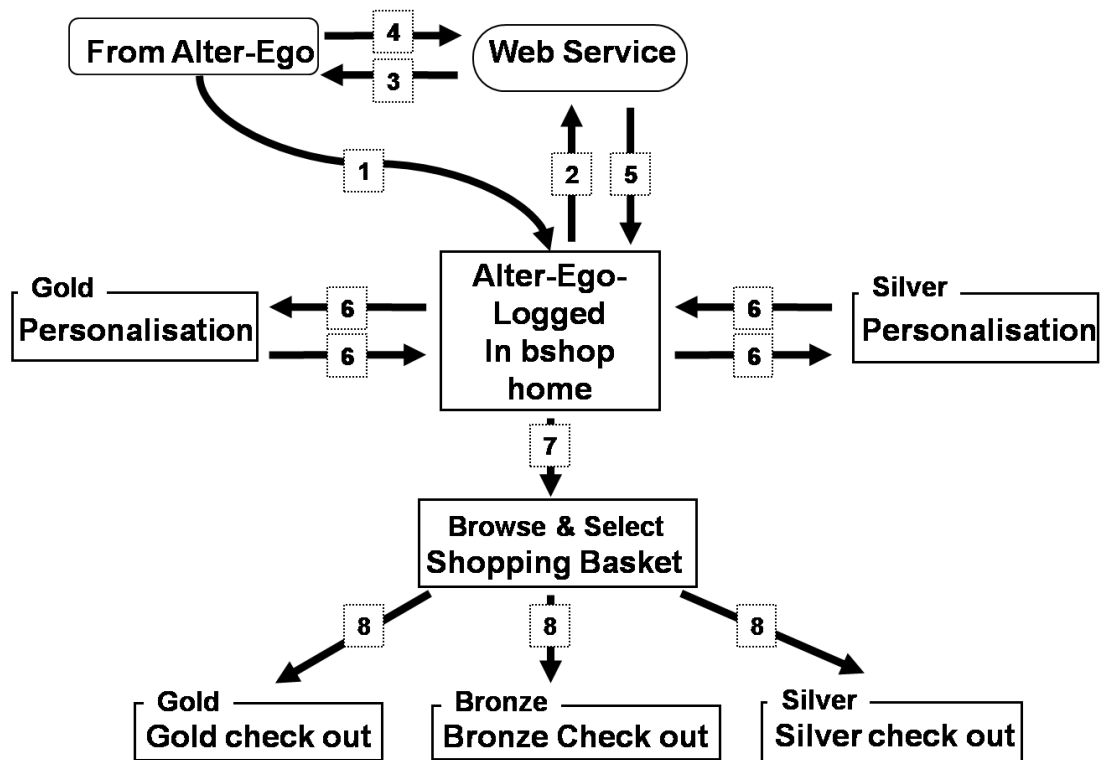 From Alter-Ego
4
Web Service
3
1
2
5
Gold
Personalisation
6
6
Alter-Ego-
Logged
In bshop
home
6
6
Silver
Personalisation
7
Browse & Select
Shopping Basket
8
8
8
Gold
Gold check out
Bronze
Bronze Check out
Silver
Silver check out